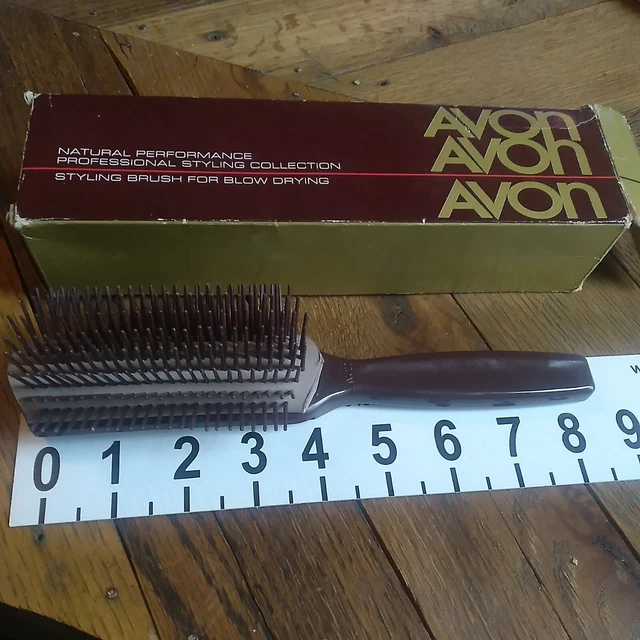 NATURAL PERFORMANCE
PROFESSIONAL STYLING COLLECTION
STYLING BRUSH FOR BLOW DRYING
AVON
AVON
AVON
0 1 2 3 4 5 6 7 8 9